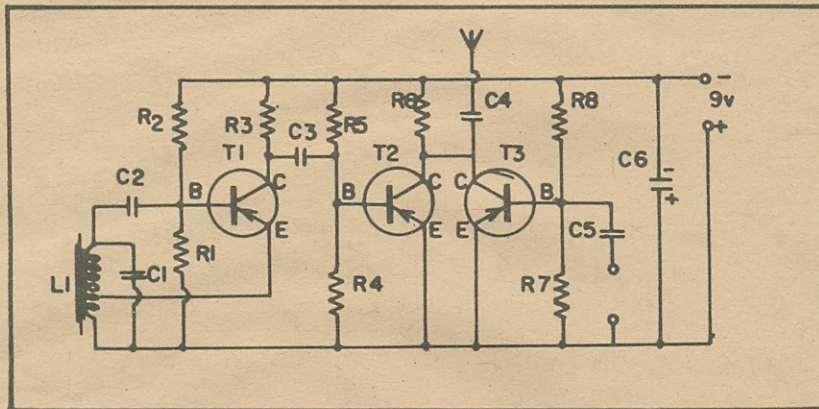 R2
R3
C3
R5
R6
C4
R8
-
9v
+
T1
T2
T3
C6
-
+
C2
B
C
B
C
C
B
E
E
E
C5
L1
C1
R1
R4
R7